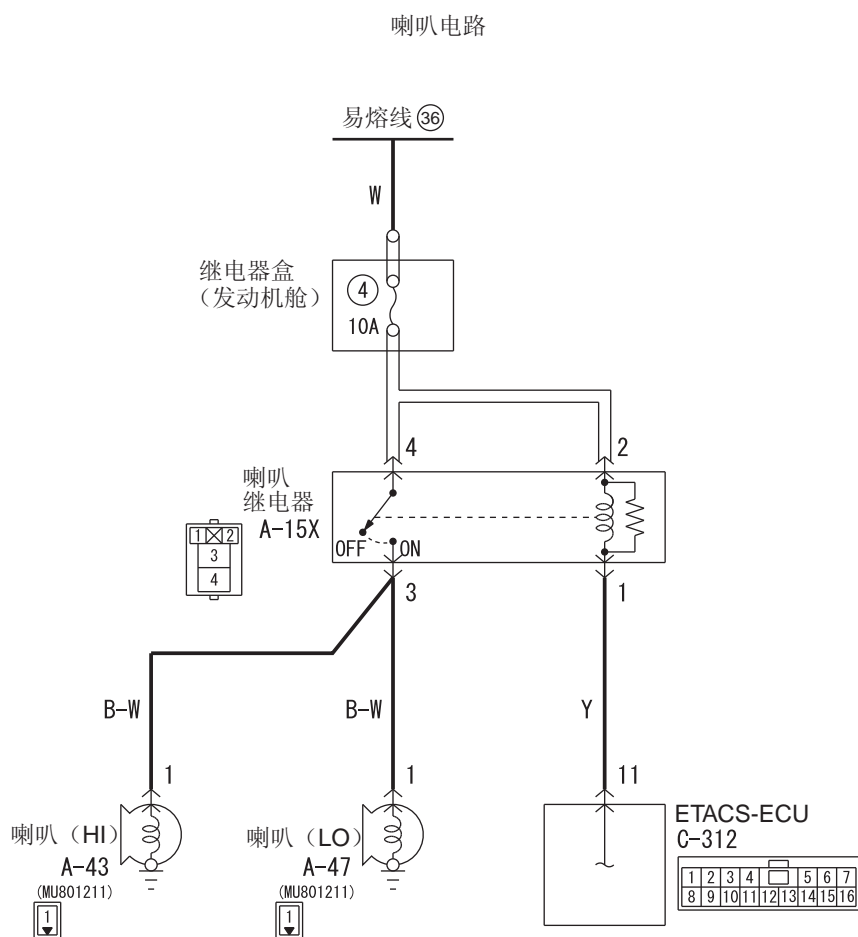 喇叭电路
易熔线 36
W
继电器盒
（发动机舱）
4
10A
4
2
喇叭
继电器
A-15X
1 2
3
4
OFF
ON
3
1
B-W
B-W
Y
1
1
11
喇叭（HI）
A-43
(MU801211)
1
喇叭（LO）
A-47
(MU801211)
1
ETACS-ECU
C-312
1 2 3 4 5 6 7
8 9 10 11 12 13 14 15 16